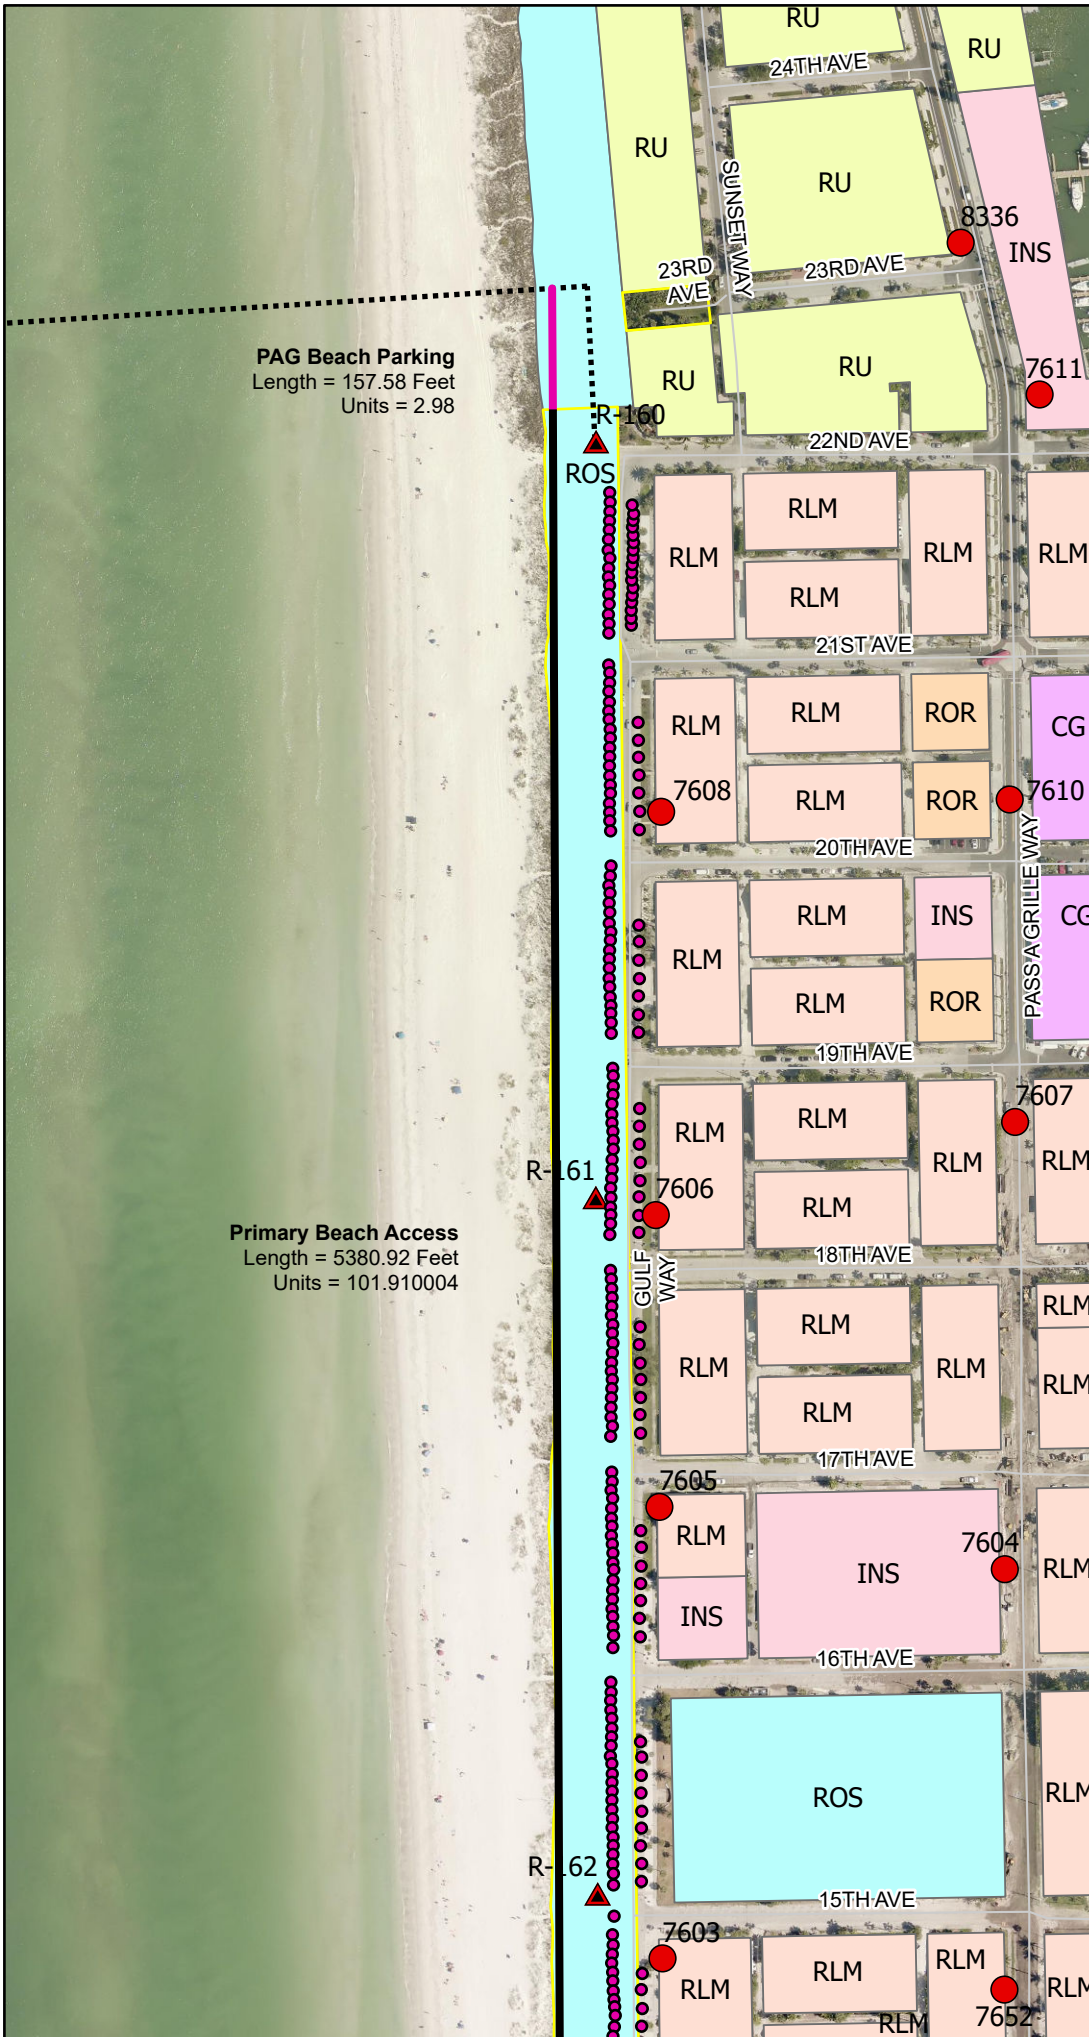 RU
24TH AVE
RU
RU
RU
SUNSET WAY
8336
INS
23RD
AVE
23RD AVE
PAG Beach Parking
Length = 157.58 Feet
Units = 2.98
RU
RU
7611
R-160
22ND AVE
ROS
RLM
RLM
RLM
RLM
RLM
21ST AVE
RLM
RLM
ROR
CG
7608
RLM
ROR
7610
20TH AVE
PASS A GRILLE WAY
RLM
INS
CG
RLM
RLM
ROR
19TH AVE
7607
RLM
RLM
RLM
RLM
R-161
7606
RLM
Primary Beach Access
Length = 5380.92 Feet
Units = 101.910004
18TH AVE
GULF
WAY
RLM
RLM
RLM
RLM
RLM
RLM
17TH AVE
7605
RLM
7604
INS
RLM
INS
16TH AVE
ROS
RLM
R-162
15TH AVE
7603
RLM
RLM
RLM
RLM
7652
RLM